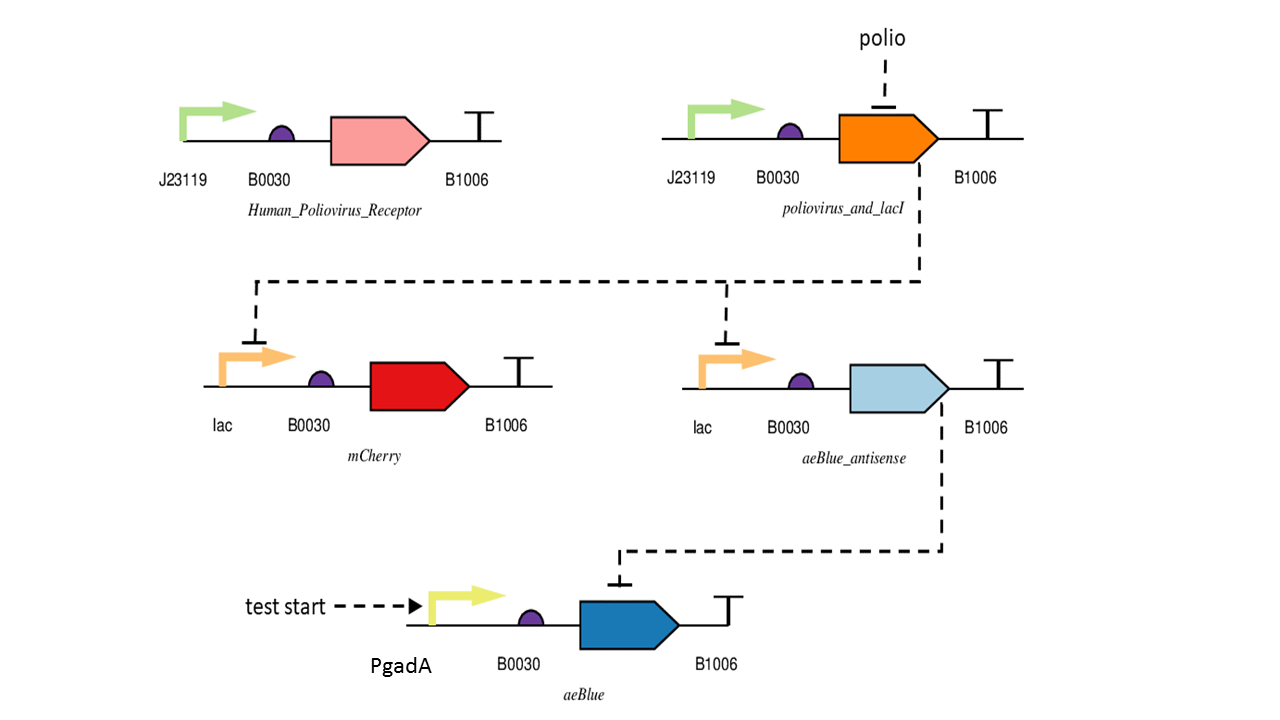 polio
J23119 B0030 B1006
Human_Poliovirus_Receptor
J23119 B0030 B1006
poliovirus_and_lacI
lac B0030 B1006
mCherry
lac B0030 B1006
aeBlue_antisense
test start
PgadA B0030 B1006
aeBlue